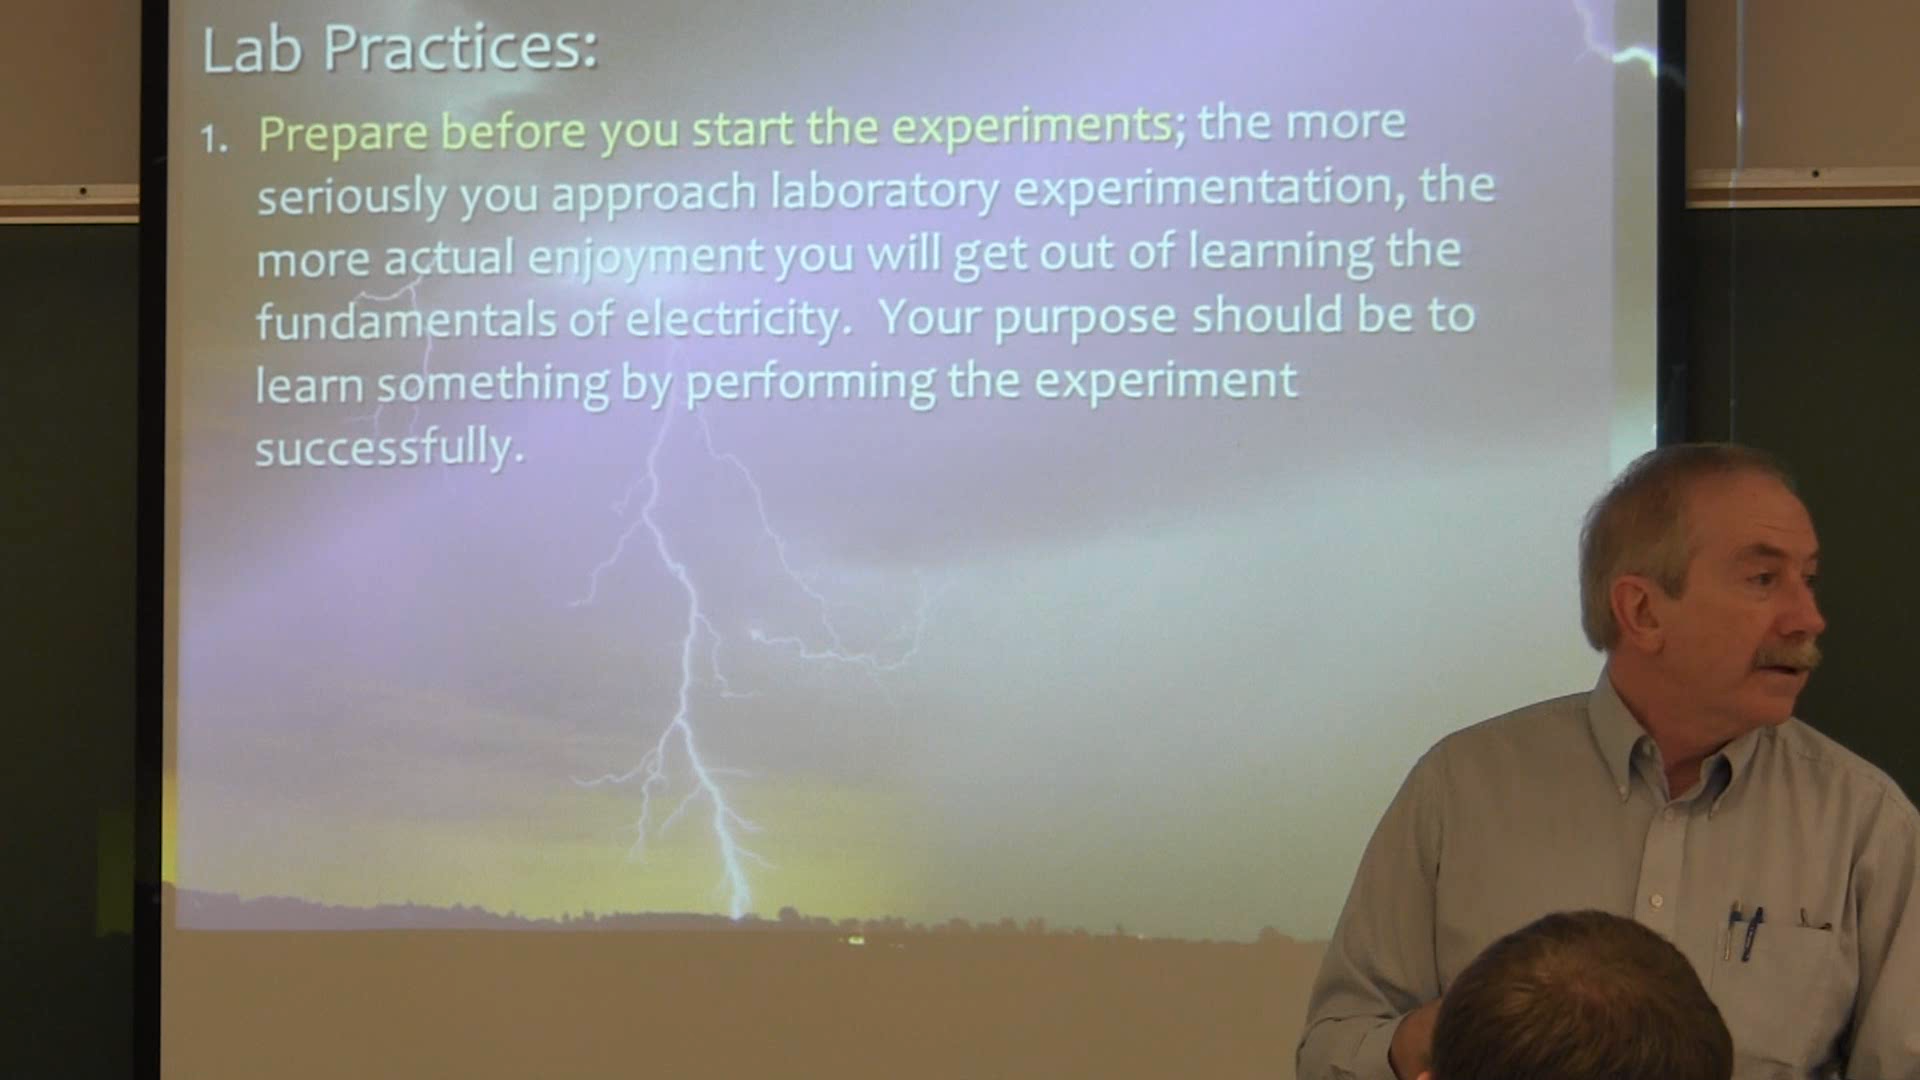 Lab Practices:
1. Prepare before you start the experiments; the more
seriously you approach laboratory experimentation, the
more actual enjoyment you will get out of learning the
fundamentals of electricity.  Your purpose should be to
learn something by performing the experiment
successfully.